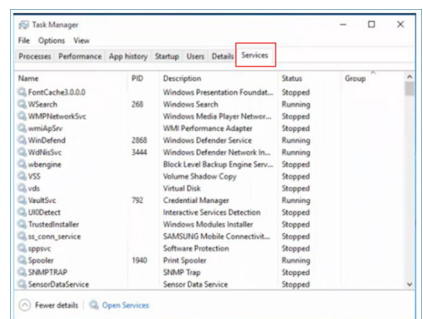 Task Manager
File Options View
Processes Performance App history Startup Users Details Services
Name PID Description Status Group
FontCache3.0.0.0 Windows Presentation Foundat... Stopped
WSearch 268 Windows Search Running
WMPNetworkSvc Windows Media Player Networ... Stopped
wmiApSrv WMI Performance Adapter Stopped
WinDefend 2868 Windows Defender Service Running
WdNisSvc 3444 Windows Defender Network In... Running
wbengine Block Level Backup Engine Serv... Stopped
VSS Volume Shadow Copy Stopped
vds Virtual Disk Stopped
VaultSvc 792 Credential Manager Running
UI0Detect Interactive Services Detection Stopped
TrustedInstaller Windows Modules Installer Stopped
ss_conn_service SAMSUNG Mobile Connectivit... Stopped
sppsvc Software Protection Stopped
Spooler 1940 Print Spooler Running
SNMPTRAP SNMP Trap Stopped
SensorDataService Sensor Data Service Stopped
Fewer details Open Services